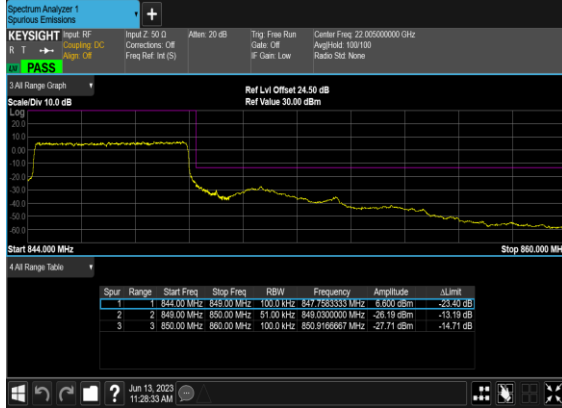 Spectrum Analyzer 1
Spurious Emissions
+
KEYSIGHT Input: RF Input Z: 50 Ω Atten: 20 dB Trig: Free Run Center Freq: 22.005000000 GHz
R T Coupling: DC Corrections: Off Gate: Off Avg|Hold: 100/100
Align: Off Freq Ref: Int (S) IF Gain: Low Radio Std: None
PASS
3 All Range Graph
Ref Lvl Offset 24.50 dB
Scale/Div 10.0 dB Ref Value 30.00 dBm
Log
20.0
10.0
0.00
-10.0
-20.0
-30.0
-40.0
-50.0
-60.0
Start 844.000 MHz Stop 860.000 MH
4 All Range Table
Spur Range Start Freq Stop Freq RBW Frequency Amplitude ΔLimit
1 1 844.00 MHz 849.00 MHz 100.0 kHz 847.7583333 MHz 6.600 dBm -23.40 dB
2 2 849.00 MHz 850.00 MHz 51.00 kHz 849.0300000 MHz -26.19 dBm -13.19 dB
3 3 850.00 MHz 860.00 MHz 100.0 kHz 850.9166667 MHz -27.71 dBm -14.71 dB
? Jun 13, 2023
11:28:33 AM